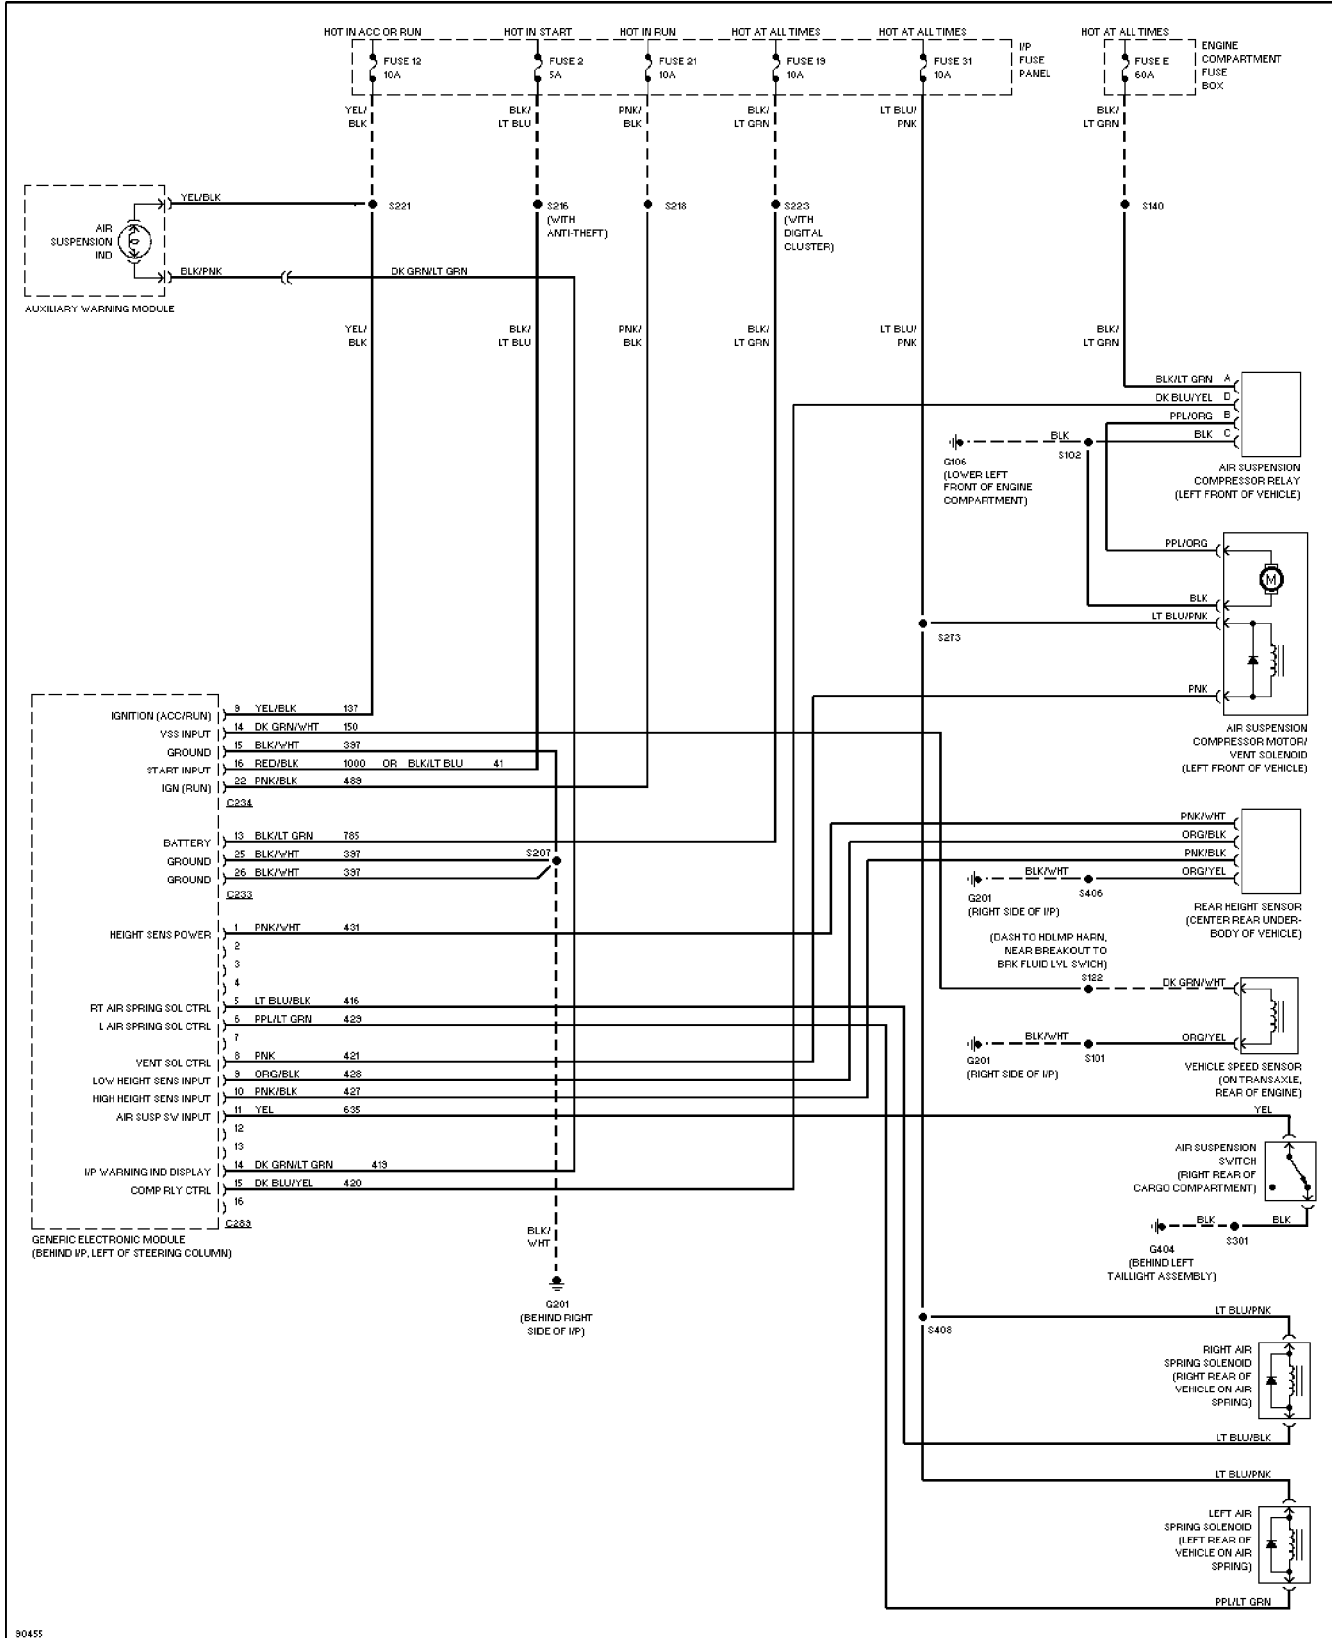 HOT IN ACC OR RUN
HOT IN START
HOT IN RUN
HOT AT ALL TIMES
HOT AT ALL TIMES
HOT AT ALL TIMES
FUSE 12
10A
FUSE 2
5A
FUSE 21
10A
FUSE 19
10A
FUSE 31
10A
I/P
FUSE
PANEL
FUSE E
60A
ENGINE
COMPARTMENT
FUSE
BOX
YEL/
BLK
BLK/
LT BLU
PNK/
BLK
BLK/
LT GRN
LT BLU/
PNK
BLK/
LT GRN
YEL/BLK
S221
S216
(WITH
ANTI-THEFT)
S218
S223
(WITH
DIGITAL
CLUSTER)
S140
AIR
SUSPENSION
IND
BLK/PNK
DK GRN/LT GRN
AUXILIARY WARNING MODULE
YEL/
BLK
BLK/
LT BLU
PNK/
BLK
BLK/
LT GRN
LT BLU/
PNK
BLK/
LT GRN
BLK/LT GRN A
DK BLU/YEL D
PPL/ORG B
BLK C
BLK
S102
G106
(LOWER LEFT
FRONT OF ENGINE
COMPARTMENT)
AIR SUSPENSION
COMPRESSOR RELAY
(LEFT FRONT OF VEHICLE)
PPL/ORG
M
BLK
LT BLU/PNK
S273
PNK
AIR SUSPENSION
COMPRESSOR MOTOR/
VENT SOLENOID
(LEFT FRONT OF VEHICLE)
IGNITION (ACC/RUN) 9 YEL/BLK 137
VSS INPUT 14 DK GRN/WHT 150
GROUND 15 BLK/WHT 397
START INPUT 16 RED/BLK 1000 OR BLK/LT BLU 41
IGN (RUN) 22 PNK/BLK 489
C234
BATTERY 13 BLK/LT GRN 785
GROUND 25 BLK/WHT 397
GROUND 26 BLK/WHT 397
C233
S207
PNK/WHT
ORG/BLK
PNK/BLK
ORG/YEL
BLK/WHT
S406
G201
(RIGHT SIDE OF I/P)
REAR HEIGHT SENSOR
(CENTER REAR UNDER-
BODY OF VEHICLE)
HEIGHT SENS POWER 1 PNK/WHT 431
2
3
4
RT AIR SPRING SOL CTRL 5 LT BLU/BLK 416
L AIR SPRING SOL CTRL 6 PPL/LT GRN 429
7
VENT SOL CTRL 8 PNK 421
LOW HEIGHT SENS INPUT 9 ORG/BLK 428
HIGH HEIGHT SENS INPUT 10 PNK/BLK 427
AIR SUSP SW INPUT 11 YEL 635
12
13
I/P WARNING IND DISPLAY 14 DK GRN/LT GRN 419
COMP RLY CTRL 15 DK BLU/YEL 420
16
C283
GENERIC ELECTRONIC MODULE
(BEHIND I/P, LEFT OF STEERING COLUMN)
(DASH TO HDLMP HARN,
NEAR BREAKOUT TO
BRK FLUID LVL SWICH)
S122
DK GRN/WHT
BLK/WHT
S101
ORG/YEL
G201
(RIGHT SIDE OF I/P)
VEHICLE SPEED SENSOR
(ON TRANSAXLE,
REAR OF ENGINE)
YEL
AIR SUSPENSION
SWITCH
(RIGHT REAR OF
CARGO COMPARTMENT)
BLK
BLK
S301
G404
(BEHIND LEFT
TAILLIGHT ASSEMBLY)
BLK/
WHT
G201
(BEHIND RIGHT
SIDE OF I/P)
S408
LT BLU/PNK
RIGHT AIR
SPRING SOLENOID
(RIGHT REAR OF
VEHICLE ON AIR
SPRING)
LT BLU/BLK
LT BLU/PNK
LEFT AIR
SPRING SOLENOID
(LEFT REAR OF
VEHICLE ON AIR
SPRING)
PPL/LT GRN
90455